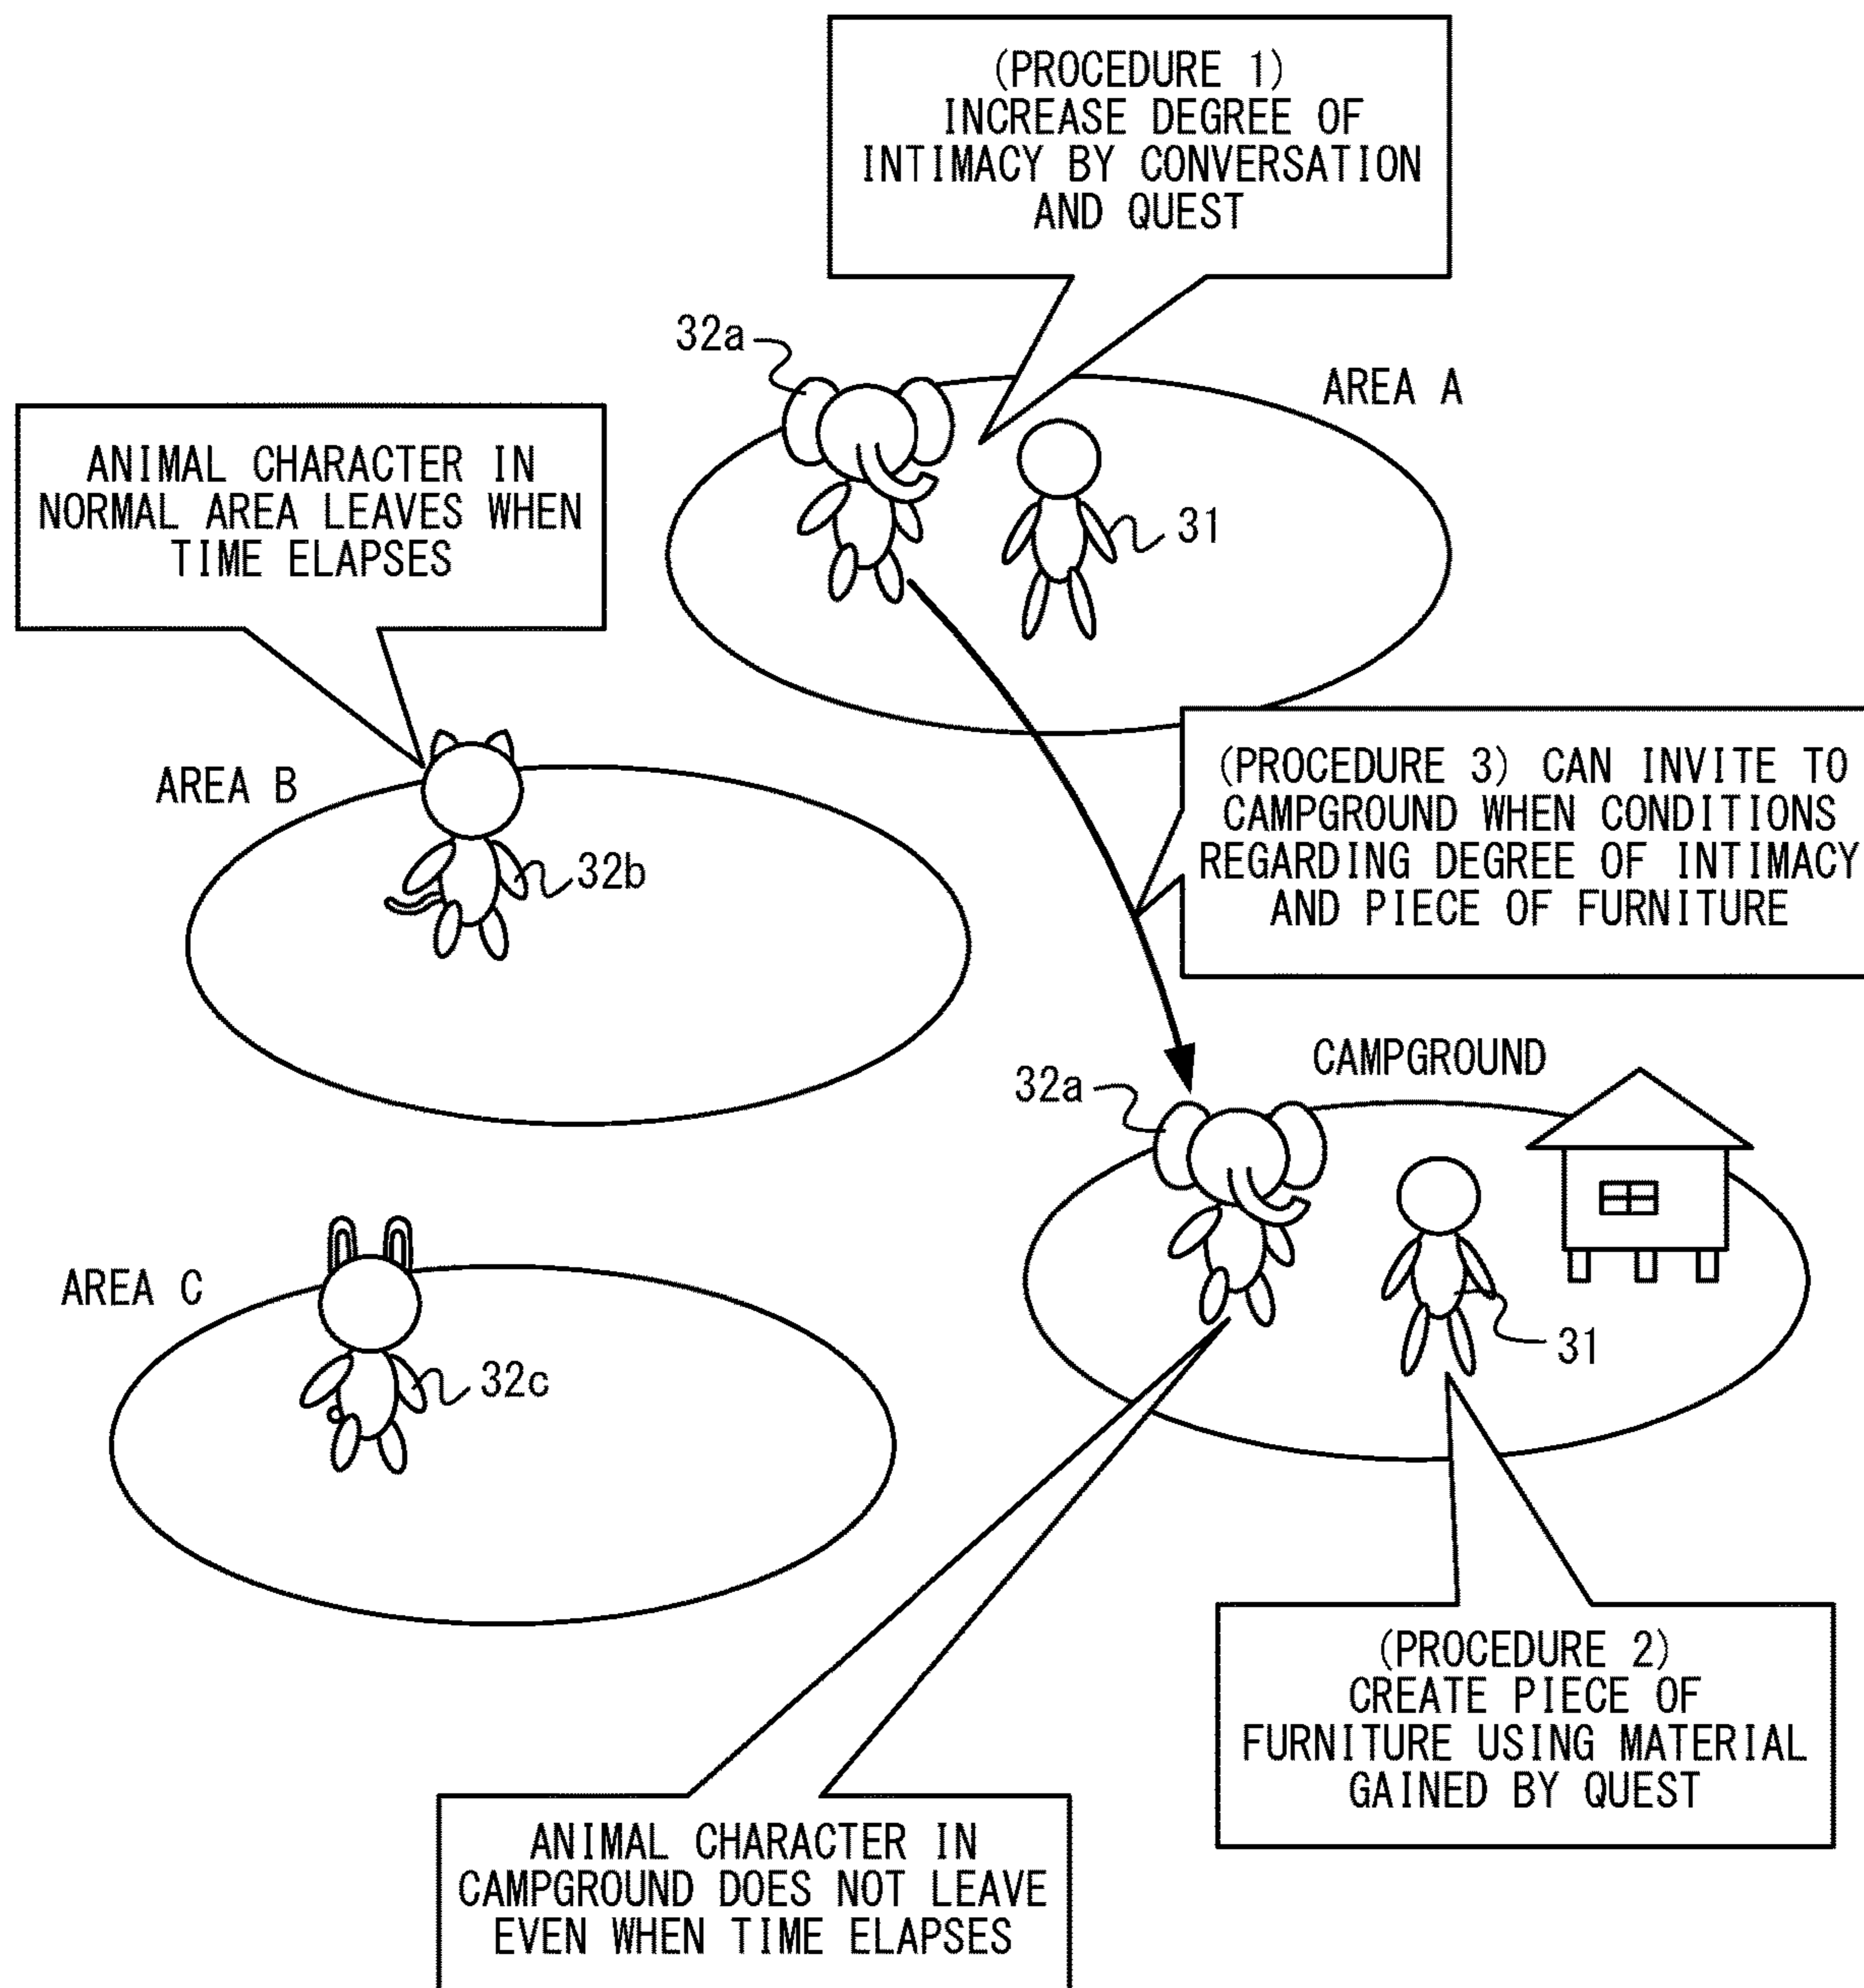 (PROCEDURE 1)
INCREASE DEGREE OF
INTIMACY BY CONVERSATION
AND QUEST
32a
AREA A
31
ANIMAL CHARACTER IN
NORMAL AREA LEAVES WHEN
TIME ELAPSES
AREA B
32b
(PROCEDURE 3) CAN INVITE TO
CAMPGROUND WHEN CONDITIONS
REGARDING DEGREE OF INTIMACY
AND PIECE OF FURNITURE
CAMPGROUND
32a
31
AREA C
32c
(PROCEDURE 2)
CREATE PIECE OF
FURNITURE USING MATERIAL
GAINED BY QUEST
ANIMAL CHARACTER IN
CAMPGROUND DOES NOT LEAVE
EVEN WHEN TIME ELAPSES